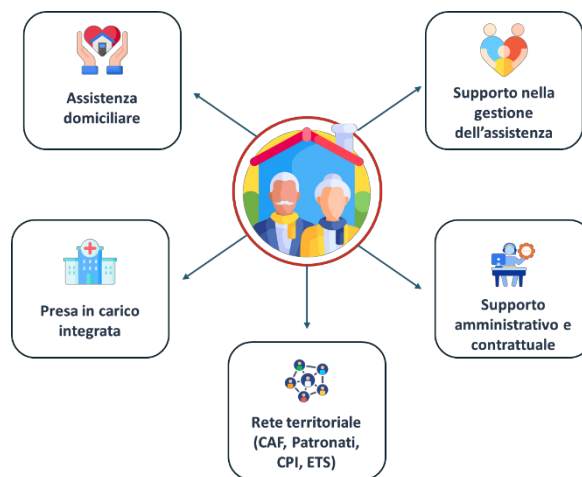 Assistenza
domiciliare
Supporto nella
gestione
dell’assistenza
Presa in carico
integrata
Supporto
amministrativo e
contrattuale
Rete territoriale
(CAF, Patronati,
CPI, ETS)